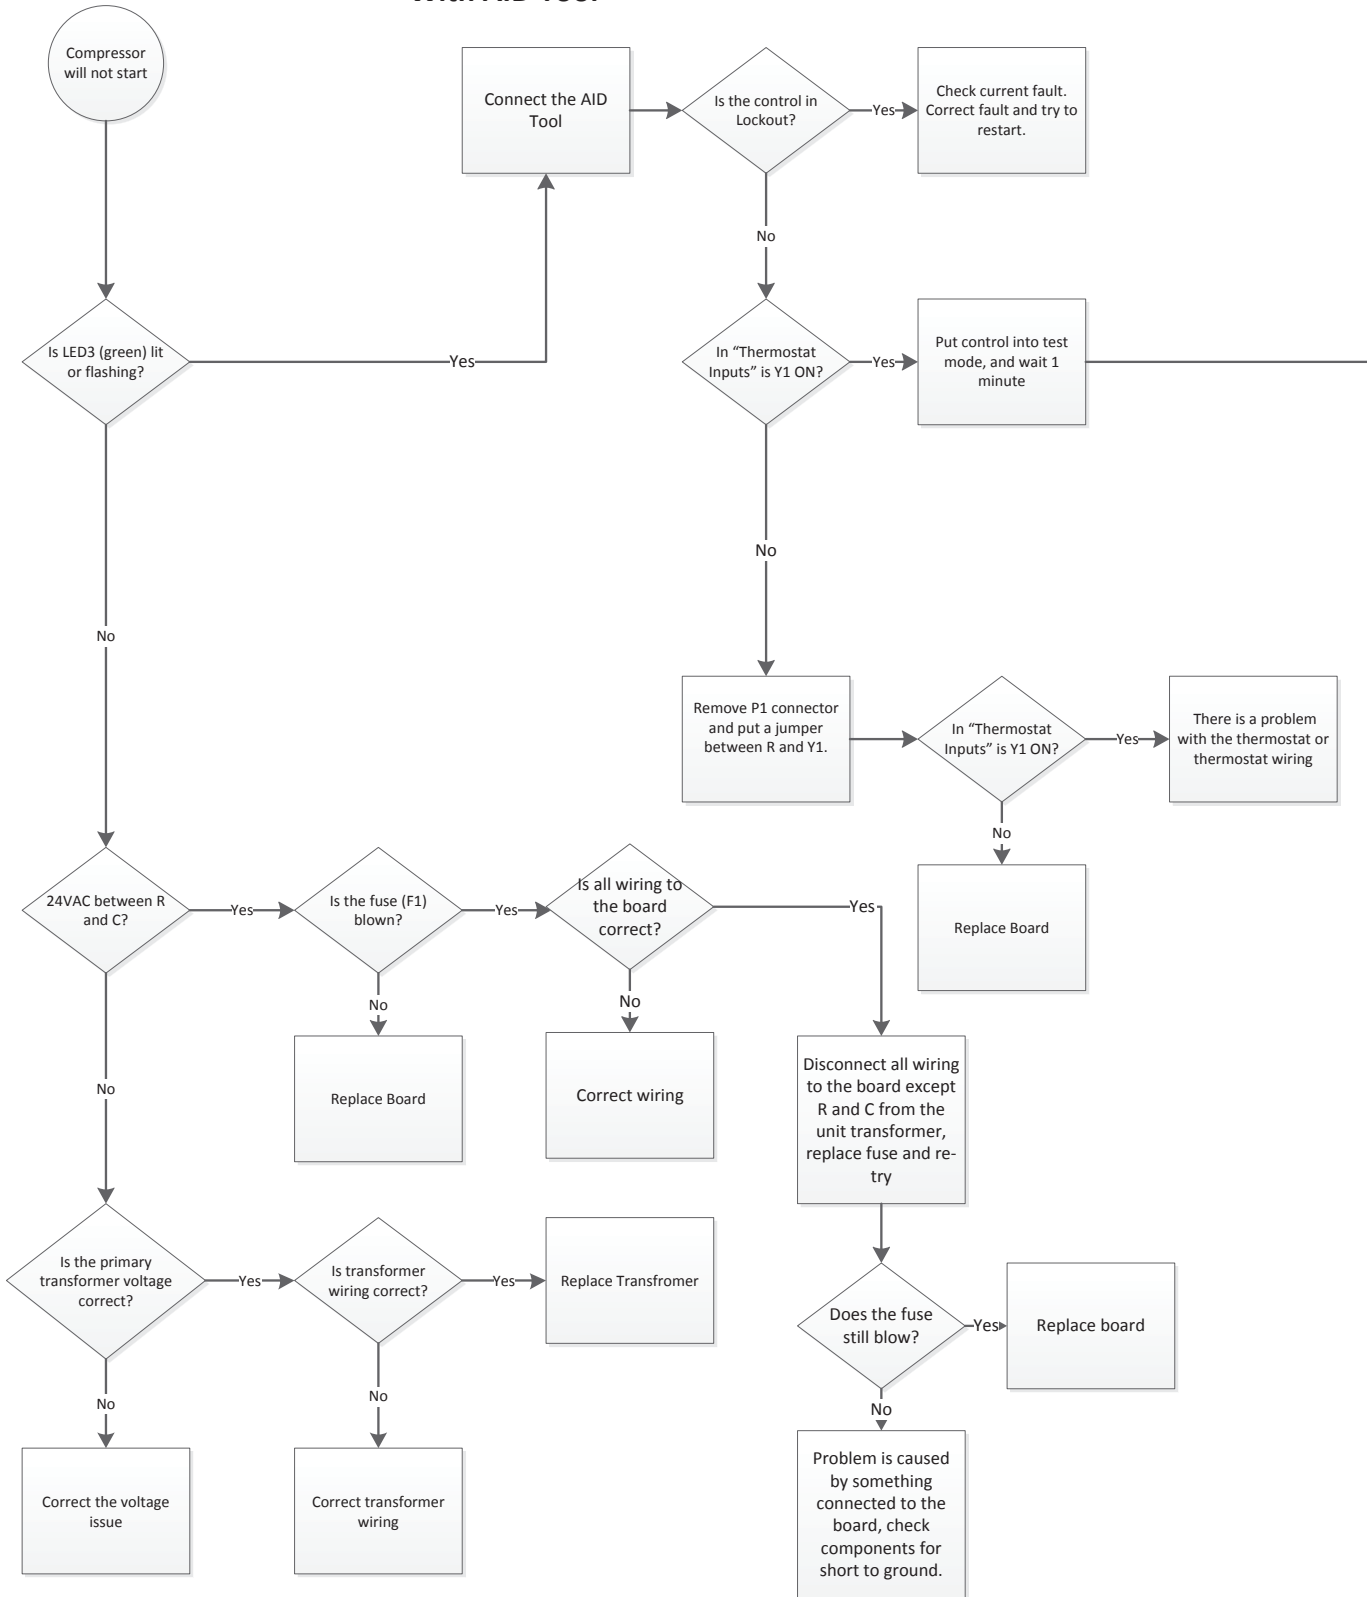 Compressor
will not start
Connect the AID
Tool
Is the control in
Lockout?
Yes
Check current fault.
Correct fault and try to
restart.
No
Is LED3 (green) lit
or flashing?
Yes
In “Thermostat
Inputs” is Y1 ON?
Yes
Put control into test
mode, and wait 1
minute
No
No
Remove P1 connector
and put a jumper
between R and Y1.
In “Thermostat
Inputs” is Y1 ON?
Yes
There is a problem
with the thermostat or
thermostat wiring
No
Replace Board
24VAC between R
and C?
Yes
Is the fuse (F1)
blown?
Yes
Is all wiring to
the board
correct?
Yes
No
Replace Board
No
Correct wiring
Disconnect all wiring
to the board except
R and C from the
unit transformer,
replace fuse and re-
try
No
Is the primary
transformer voltage
correct?
Yes
Is transformer
wiring correct?
Yes
Replace Transfromer
Does the fuse
still blow?
Yes
Replace board
No
Correct the voltage
issue
No
Correct transformer
wiring
No
Problem is caused
by something
connected to the
board, check
components for
short to ground.